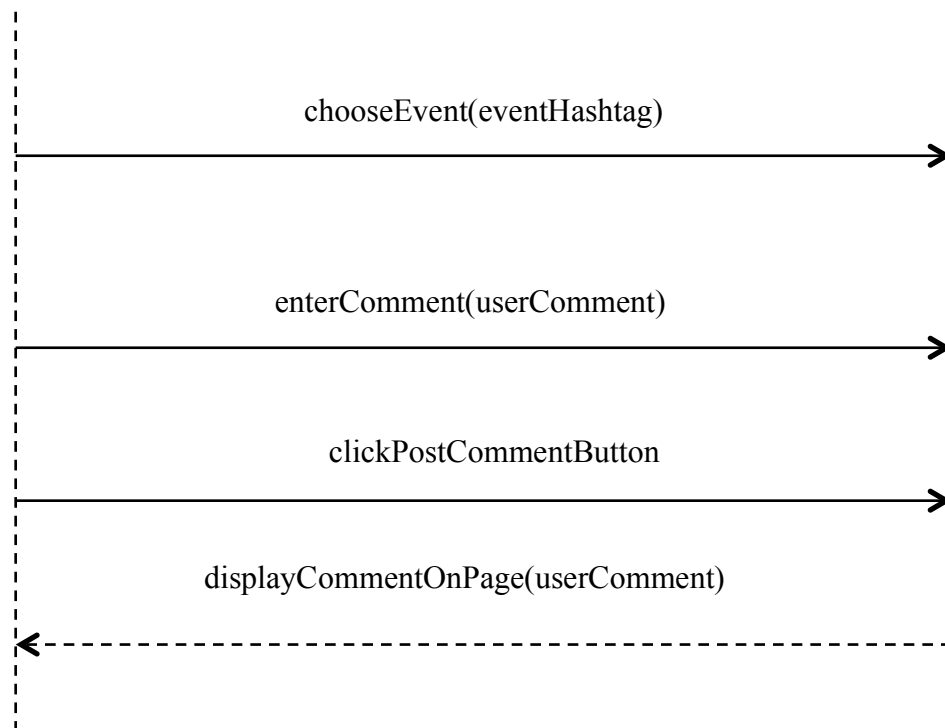 chooseEvent(eventHashtag)
enterComment(userComment)
clickPostCommentButton
displayCommentOnPage(userComment)